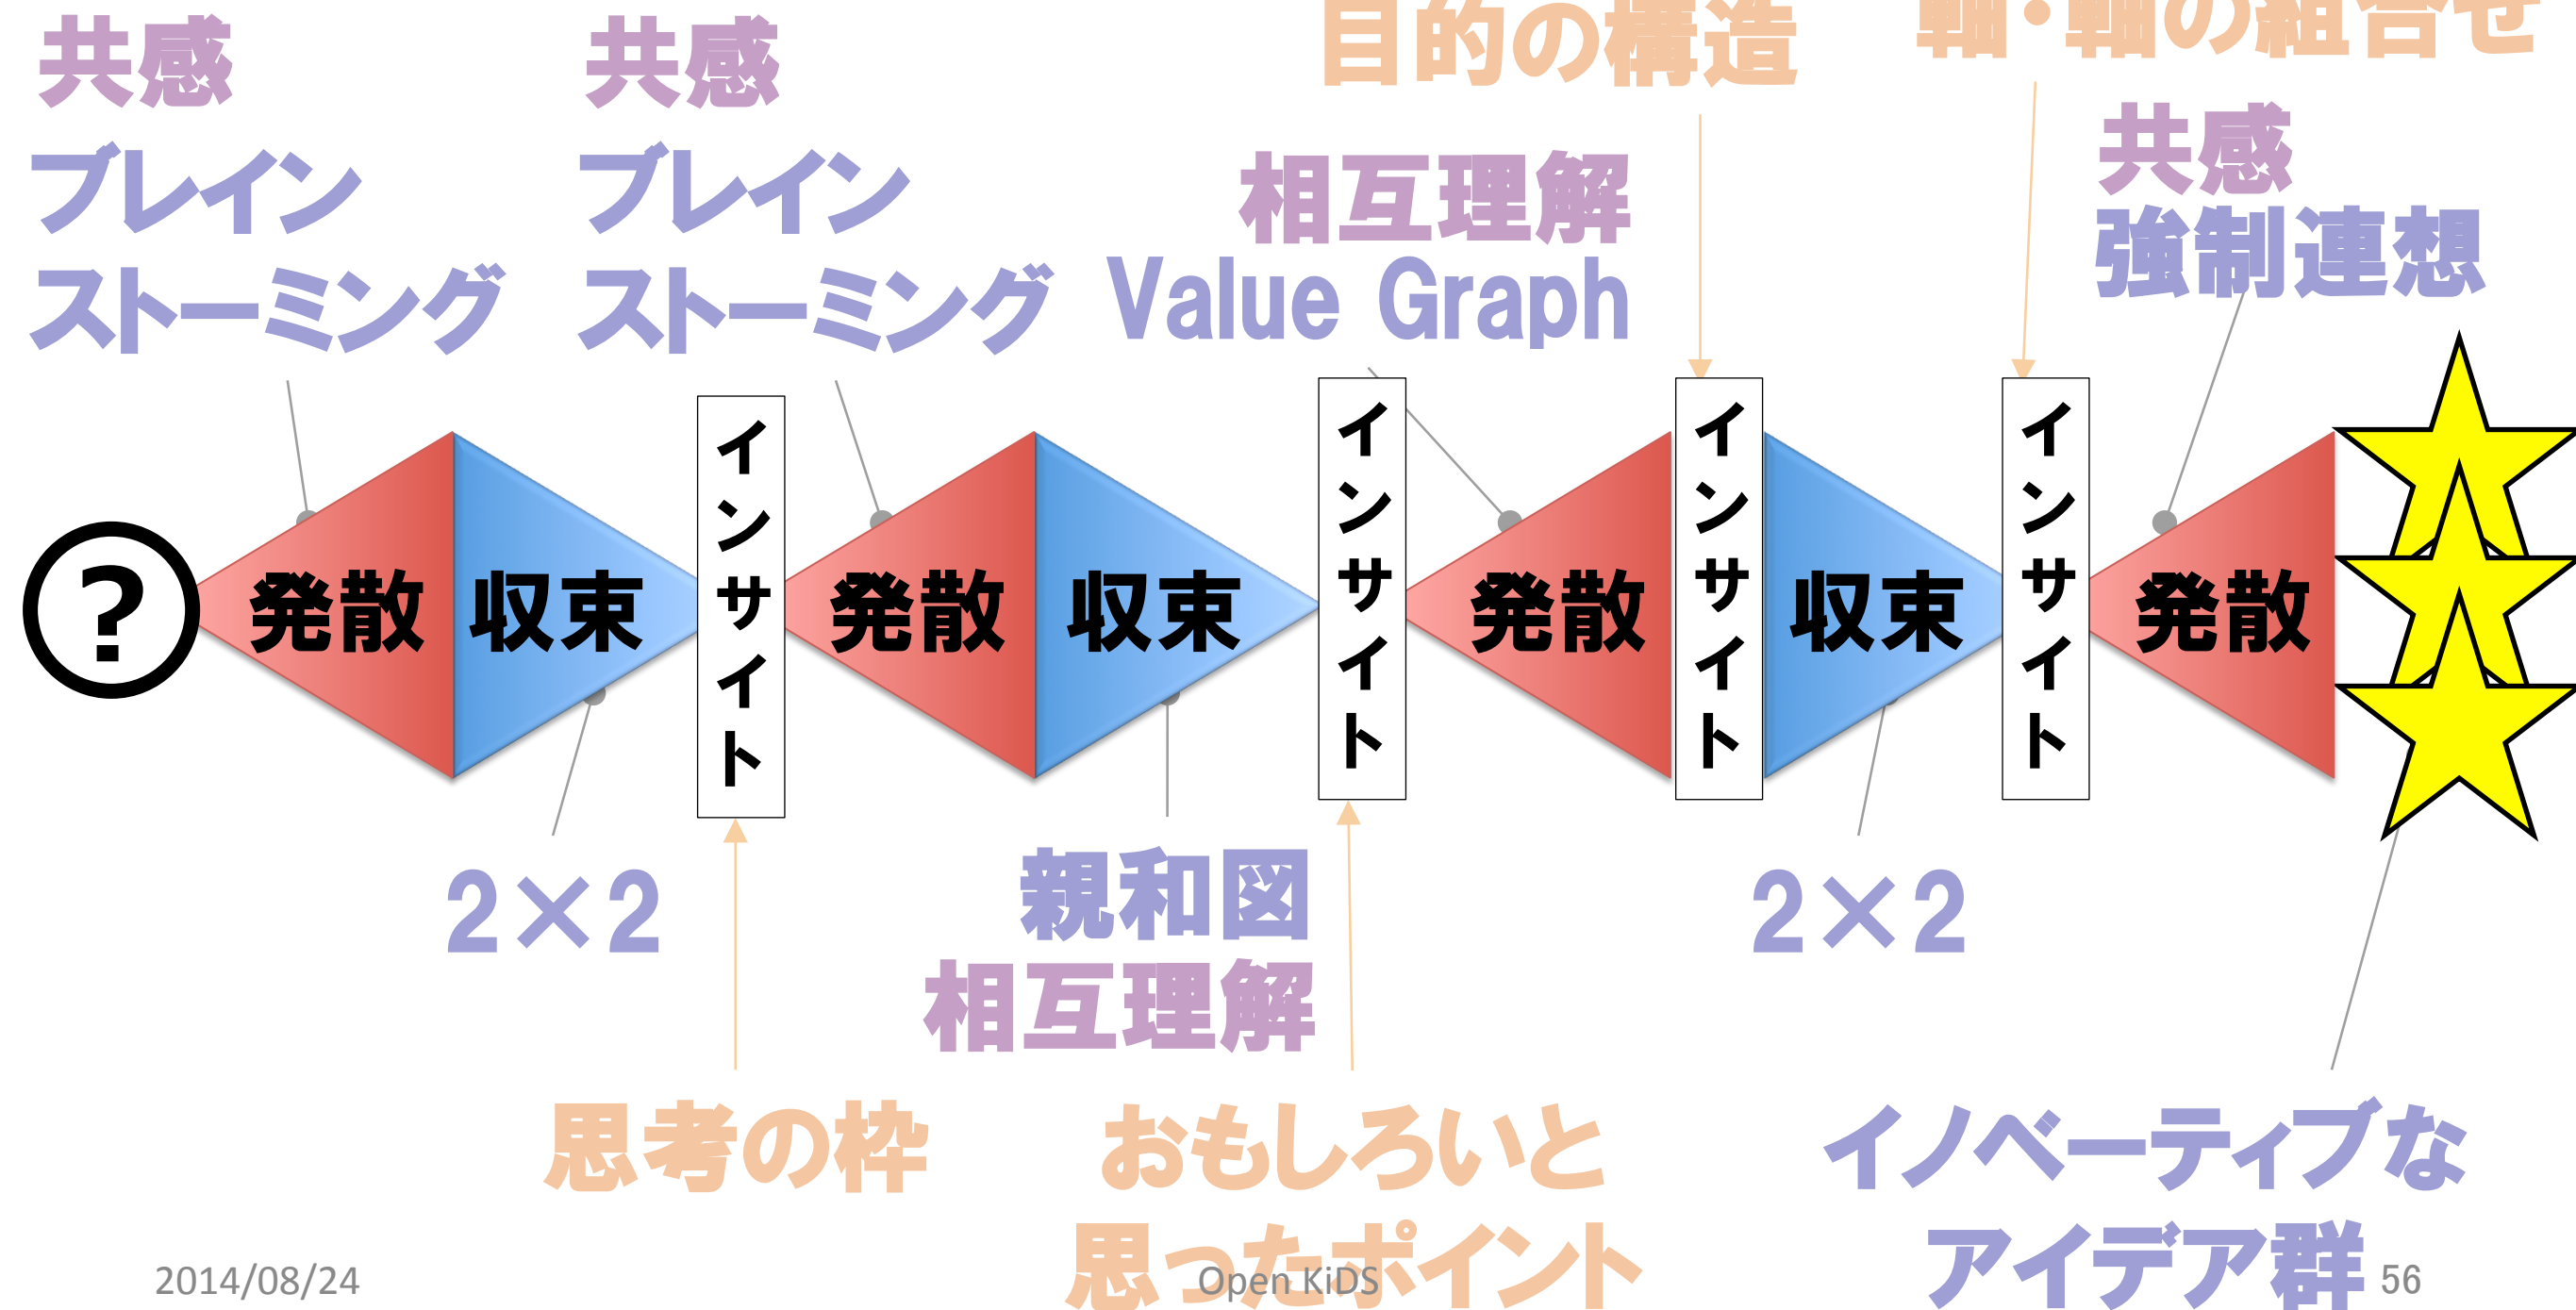 目的の構造
軸・軸の組合せ
共感
ブレイン
ストーミング
共感
ブレイン
ストーミング
相互理解
Value Graph
共感
強制連想
?
発散
収束
インサイト
発散
収束
インサイト
発散
インサイト
収束
インサイト
発散
2×2
親和図
相互理解
2×2
思考の枠
おもしろいと
思ったポイント
イノベーティブな
アイデア群
2014/08/24
Open KiDS
56